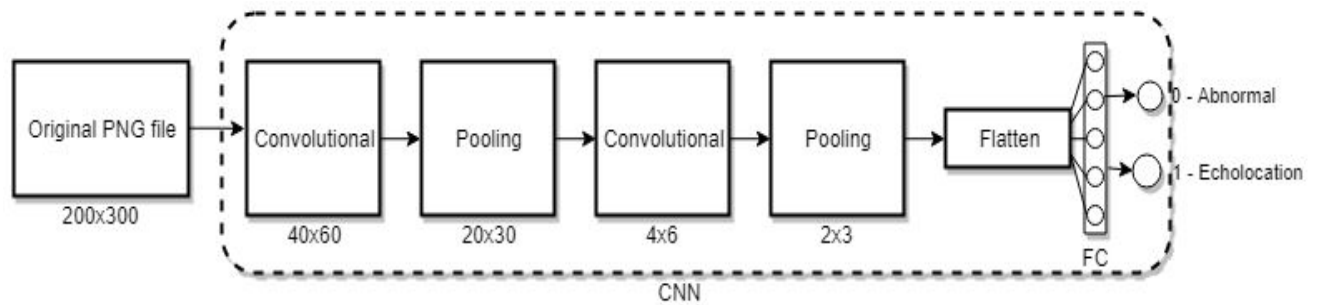 Original PNG file
200x300
Convolutional
40x60
Pooling
20x30
Convolutional
4x6
Pooling
2x3
Flatten
FC
0 - Abnormal
1 - Echolocation
CNN